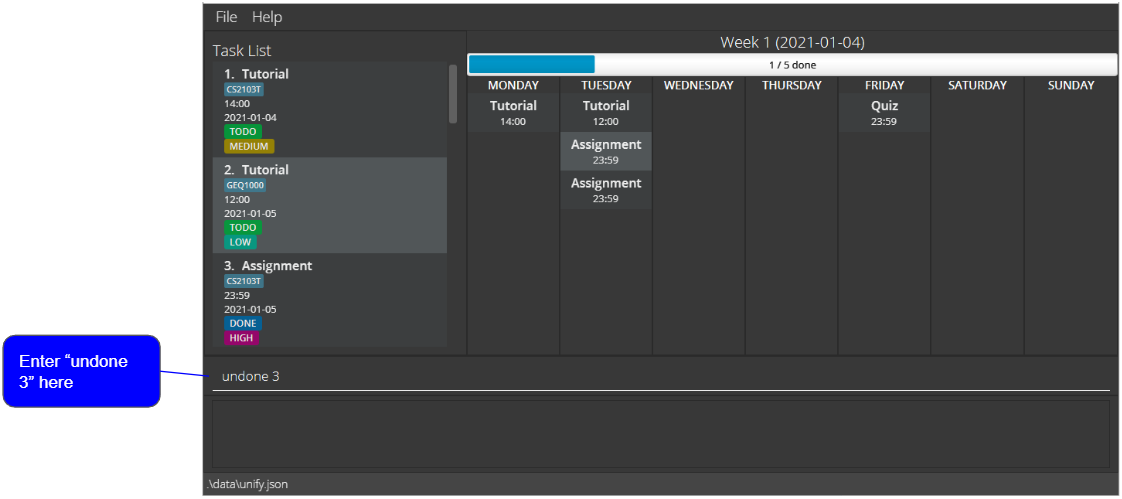 File Help
Task List
1. Tutorial
CS2103T
14:00
2021-01-04
TODO
MEDIUM
2. Tutorial
GEQ1000
12:00
2021-01-05
TODO
LOW
3. Assignment
CS2103T
23:59
2021-01-05
DONE
HIGH
Week 1 (2021-01-04)
1 / 5 done
MONDAY TUESDAY WEDNESDAY THURSDAY FRIDAY SATURDAY SUNDAY
Tutorial Tutorial Quiz
14:00 12:00 23:59
Assignment
23:59
Assignment
23:59
Enter “undone
3” here
undone 3
.\data\unify.json